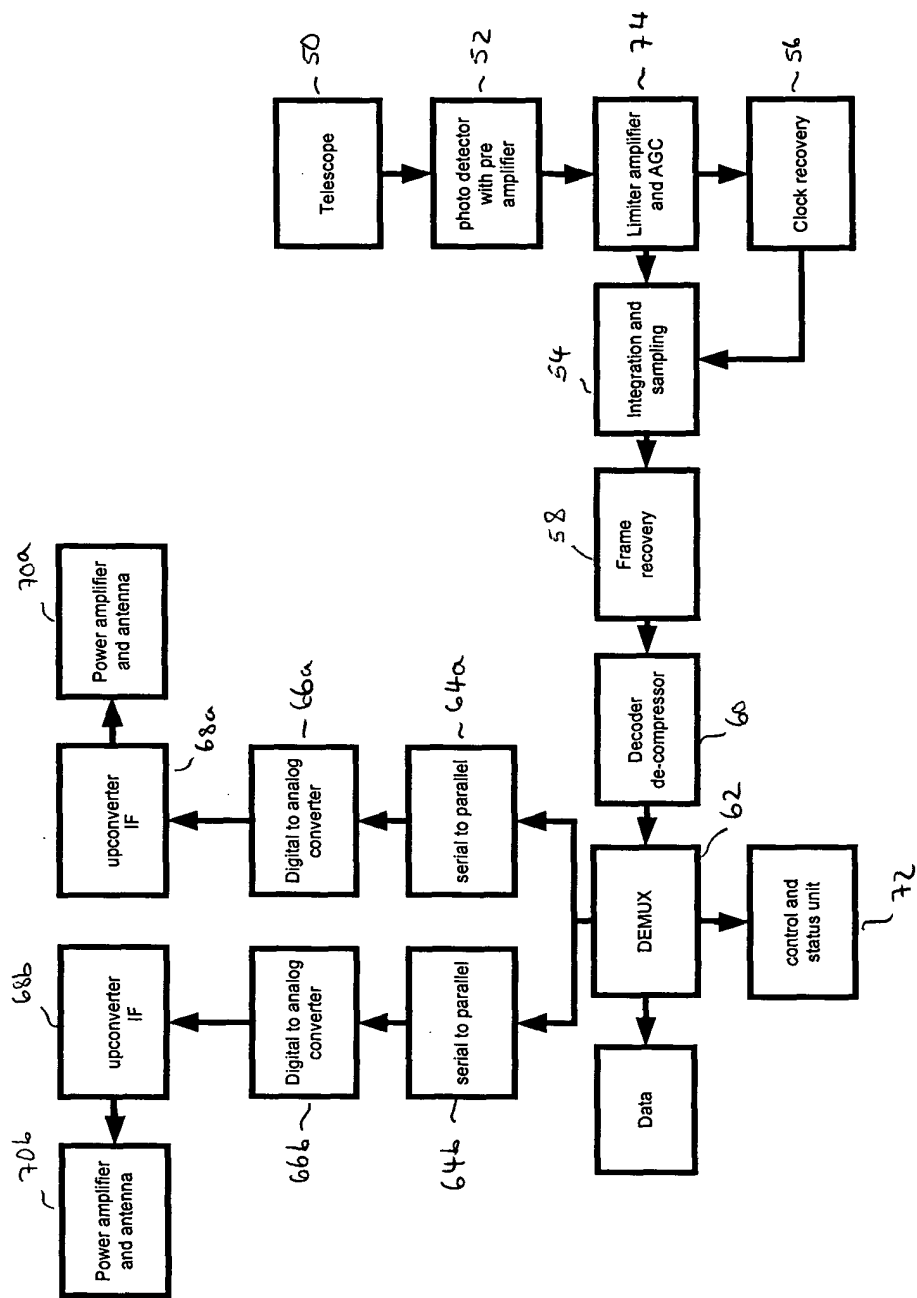 Telescope
50
photo detector
with pre
amplifier
52
Limiter amplifier
and AGC
74
Clock recovery
56
Integration and
sampling
54
Frame
recovery
58
Decoder
de-compressor
60
DEMUX
62
control and
status unit
72
Data
serial to parallel
64a
Digital to analog
converter
66a
upconverter
IF
68a
Power amplifier
and antenna
70a
serial to parallel
64b
Digital to analog
converter
66b
upconverter
IF
68b
Power amplifier
and antenna
70b